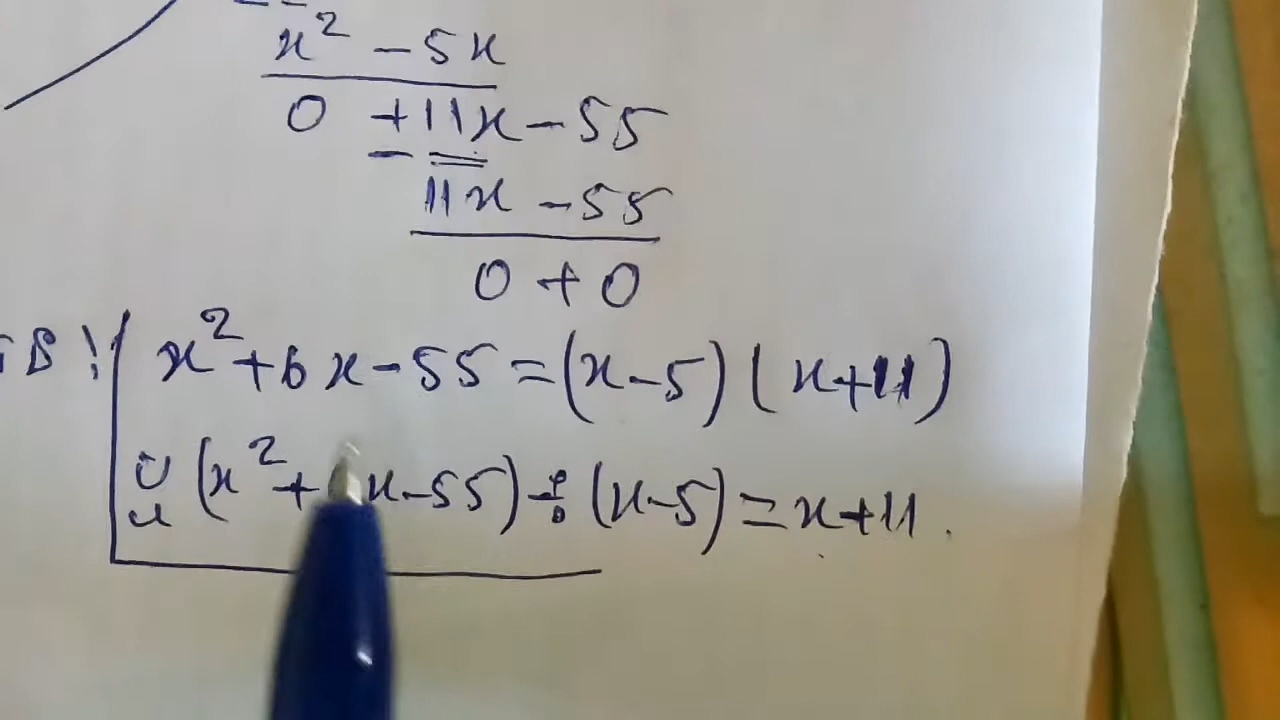 x² - 5x
0 +11x - 55
11x - 55
0 + 0
B ! x² + 6x - 55 = (x - 5) (x + 11)
(x² + x - 55) ÷ (x - 5) = x + 11.